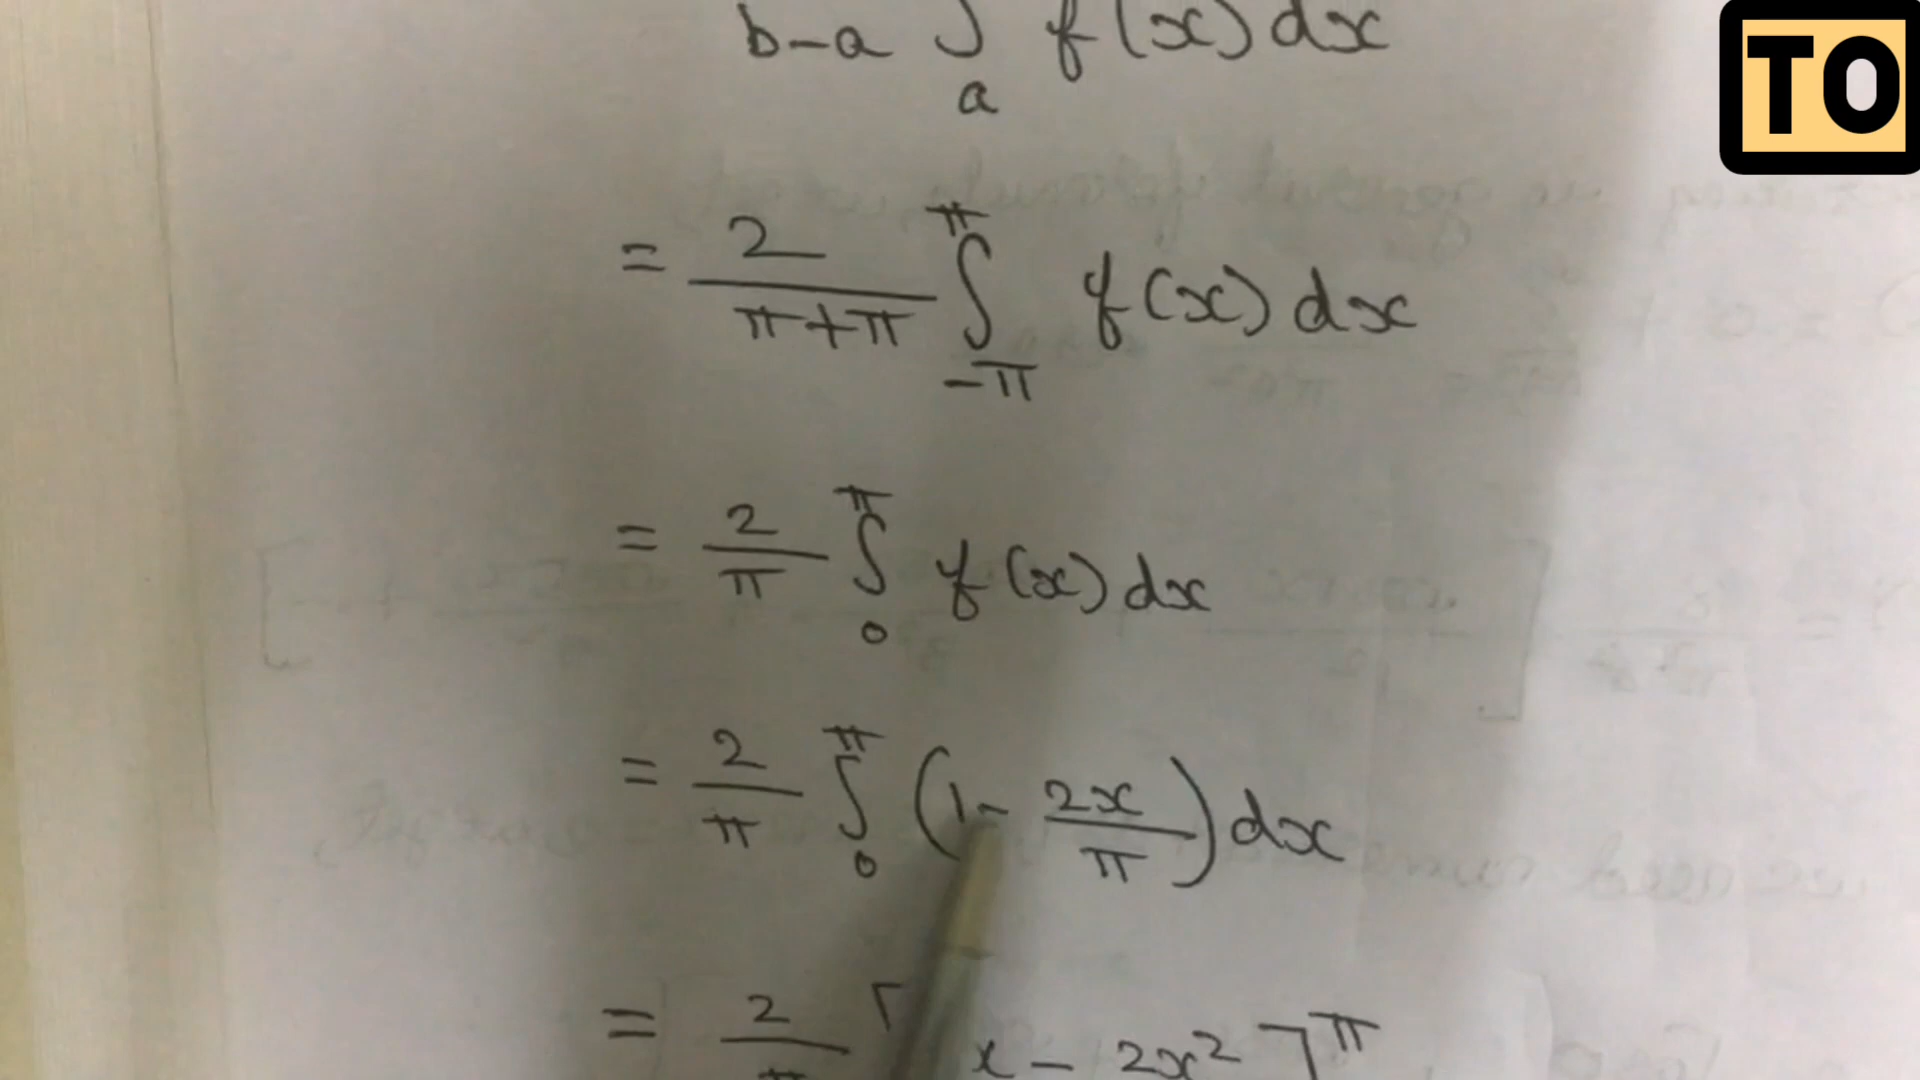 TO
b-a ∫ₐ f(x) dx
= 2/(π+π) ∫_{-π}^{π} f(x) dx
= 2/π ∫_0^π f(x) dx
= 2/π ∫_0^π (1 - 2x/π) dx
= 2/π [x - 2x² ]^π